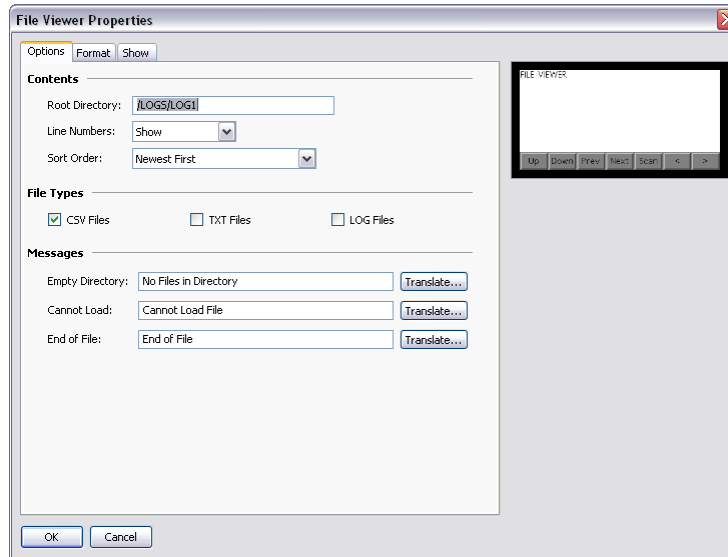 File Viewer Properties
Options Format Show
Contents
Root Directory: /LOGS/LOG1
Line Numbers: Show
Sort Order: Newest First
File Types
CSV Files TXT Files LOG Files
Messages
Empty Directory: No Files in Directory Translate...
Cannot Load: Cannot Load File Translate...
End of File: End of File Translate...
OK Cancel
FILE VIEWER
Up Down Prev Next Scan < >